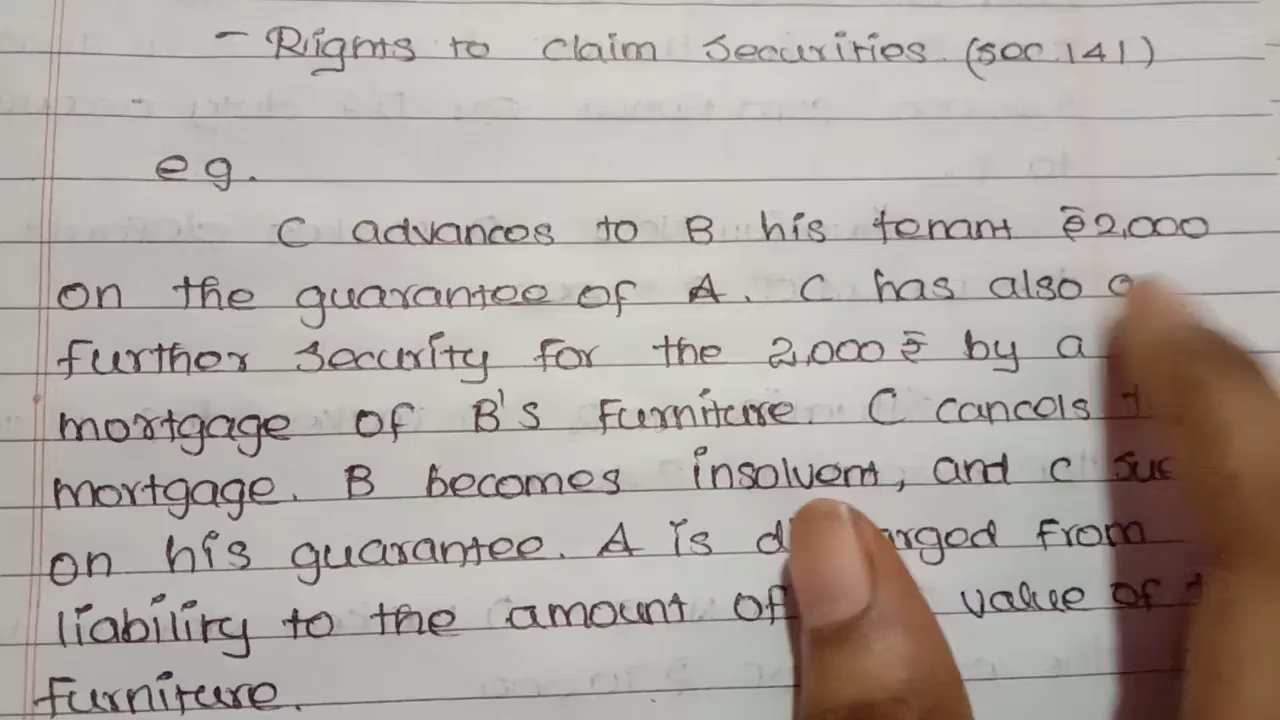 - Rights to claim securities. (sec. 141)
e.g.
C advances to B his tenant ₹2,000
on the guarantee of A. C has also
further security for the 2,000 ₹ by a
mortgage of B's furniture. C cancels
mortgage. B becomes insolvent, and C
on his guarantee. A is from
liability to the amount of value of
furniture.